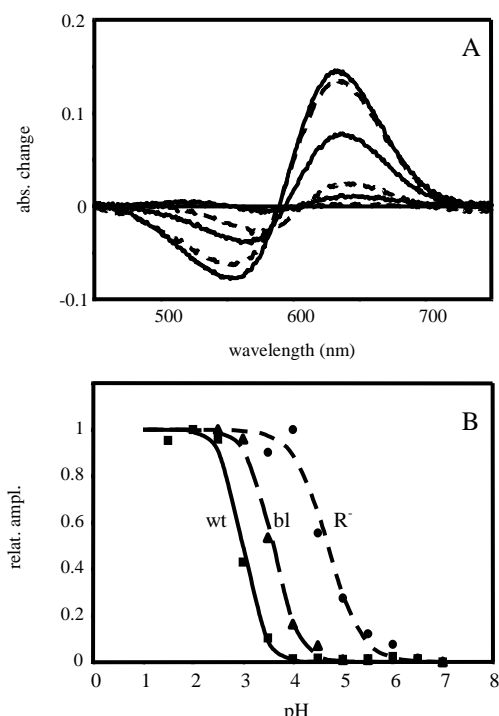 0.2
A
0.1
abs. change
0
-0.1
500 600 700
wavelength (nm)
B
1
0.8
relat. ampl.
0.6
wt bl R-
0.4
0.2
0
0 1 2 3 4 5 6 7 8
pH